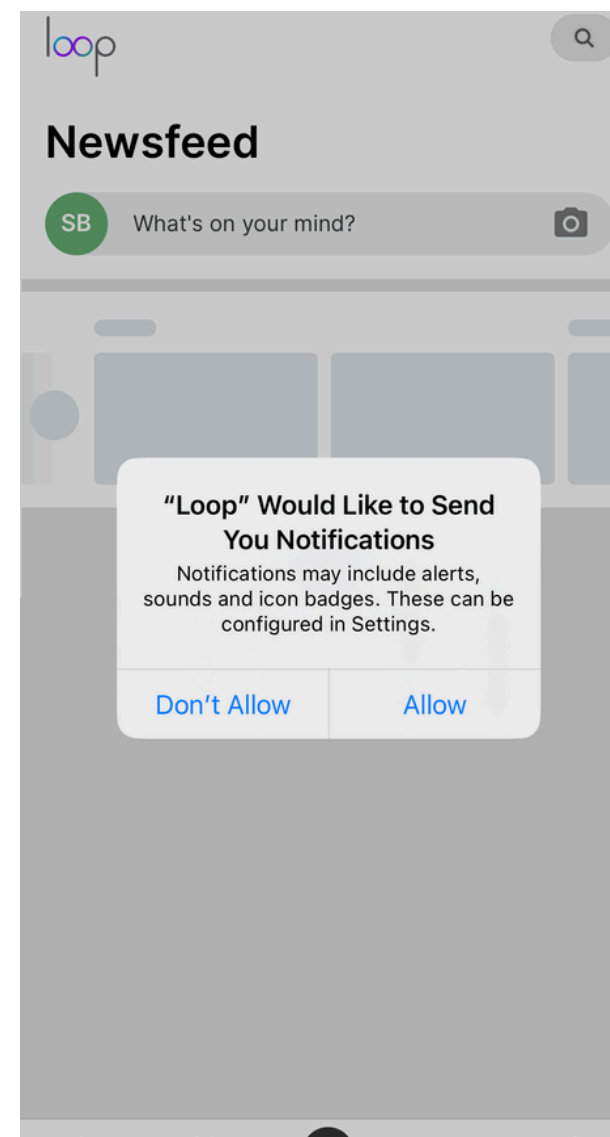 loop
Newsfeed
SB
What's on your mind?
“Loop” Would Like to Send
You Notifications
Notifications may include alerts,
sounds and icon badges. These can be
configured in Settings.
Don’t Allow
Allow